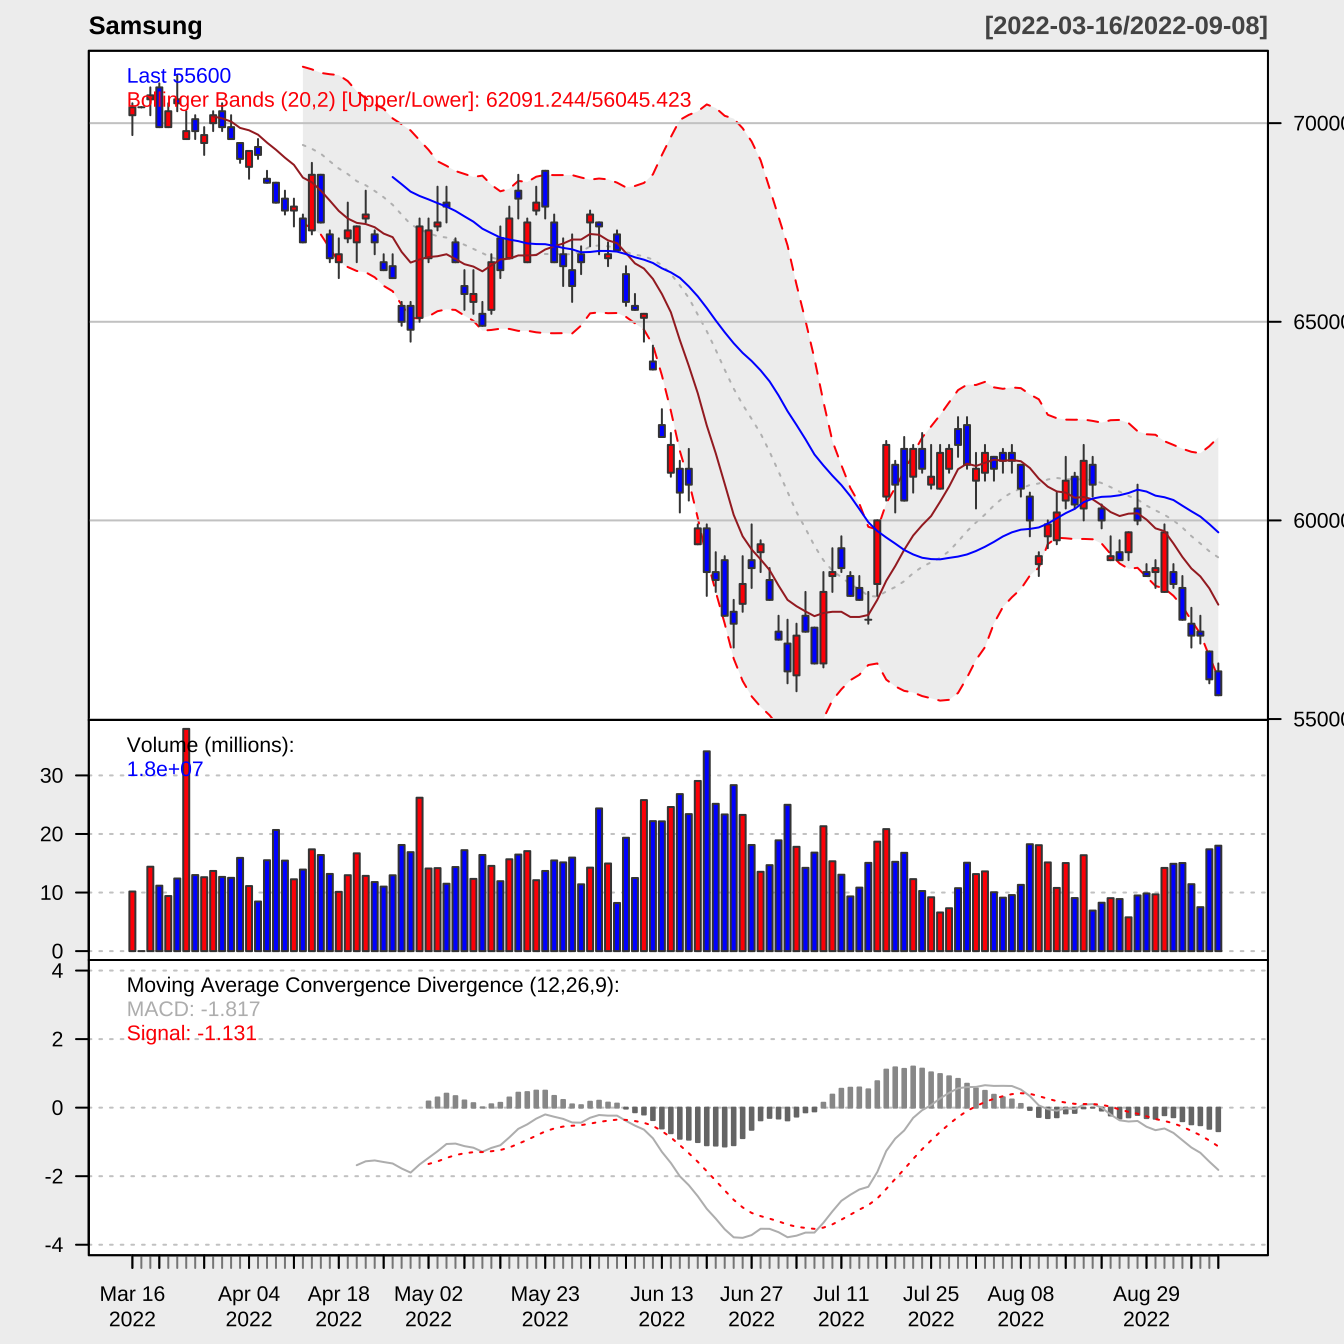 Samsung
[2022-03-16/2022-09-08]
Last 55600
Bollinger Bands (20,2) [Upper/Lower]: 62091.244/56045.423
70000
65000
60000
55000
Volume (millions):
1.8e+07
30
20
10
0
Moving Average Convergence Divergence (12,26,9):
MACD: -1.817
Signal: -1.131
4
2
0
-2
-4
Mar 16 Apr 04 Apr 18 May 02 May 23 Jun 13 Jun 27 Jul 11 Jul 25 Aug 08 Aug 29
2022 2022 2022 2022 2022 2022 2022 2022 2022 2022 2022